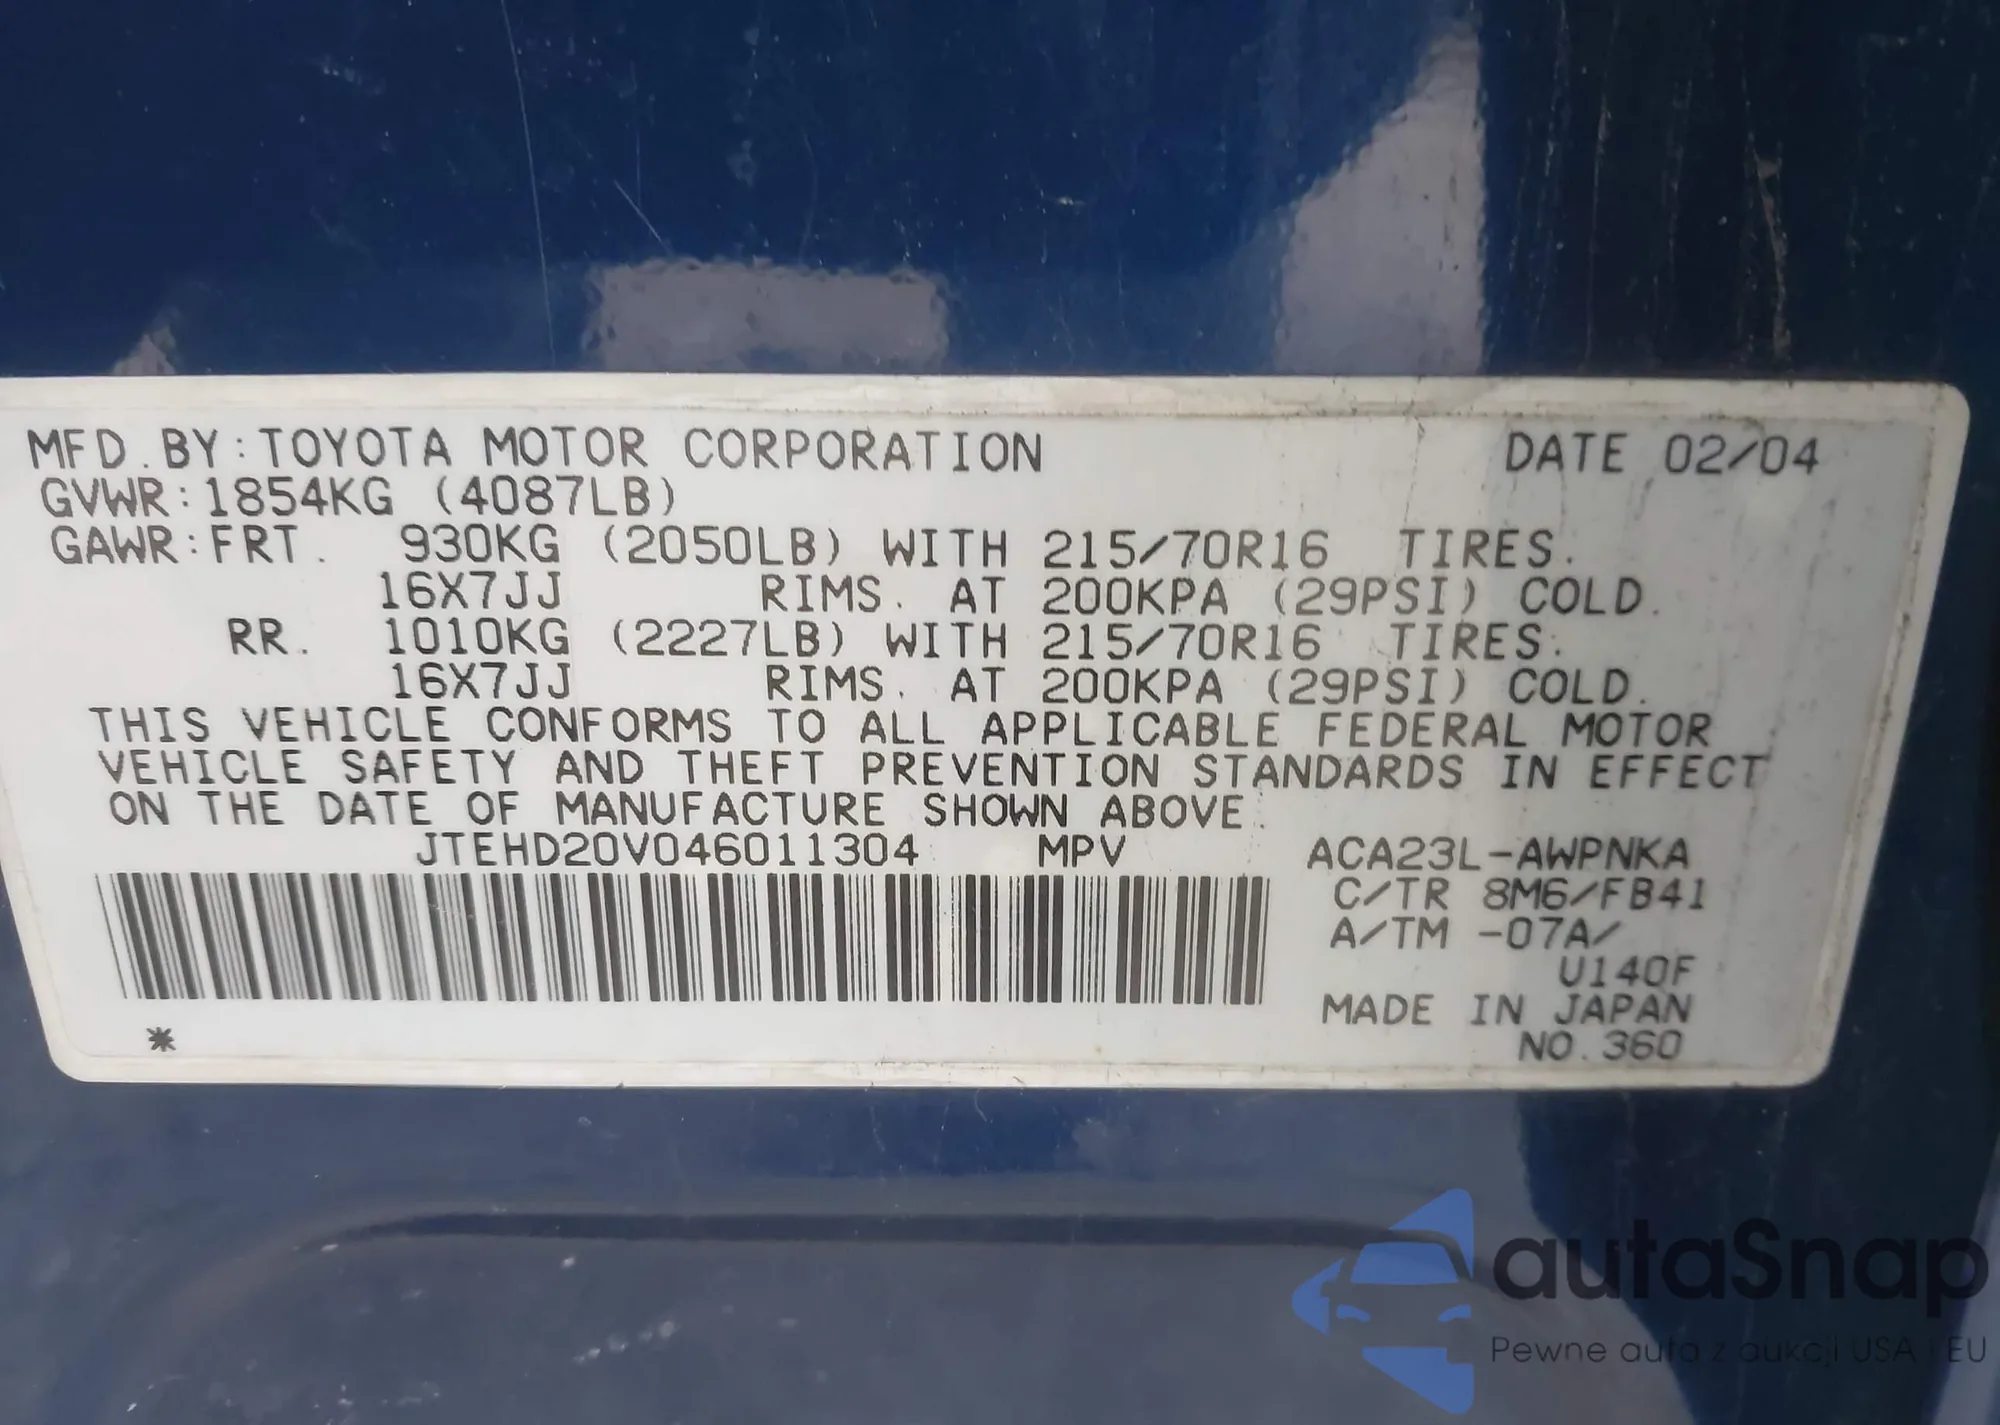 MFD.BY:TOYOTA MOTOR CORPORATION DATE 02/04
GVWR:1854KG (4087LB)
GAWR:FRT. 930KG (2050LB) WITH 215/70R16 TIRES.
16X7JJ RIMS. AT 200KPA (29PSI) COLD.
RR. 1010KG (2227LB) WITH 215/70R16 TIRES.
16X7JJ RIMS. AT 200KPA (29PSI) COLD.
THIS VEHICLE CONFORMS TO ALL APPLICABLE FEDERAL MOTOR
VEHICLE SAFETY AND THEFT PREVENTION STANDARDS IN EFFECT
ON THE DATE OF MANUFACTURE SHOWN ABOVE.
JTEHD20V046011304 MPV ACA23L-AWPNKA
C/TR 8M6/FB41
A/TM -07A/
U140F
MADE IN JAPAN
* NO.360
autaSnap
Pewne auta z aukcji USA i EU